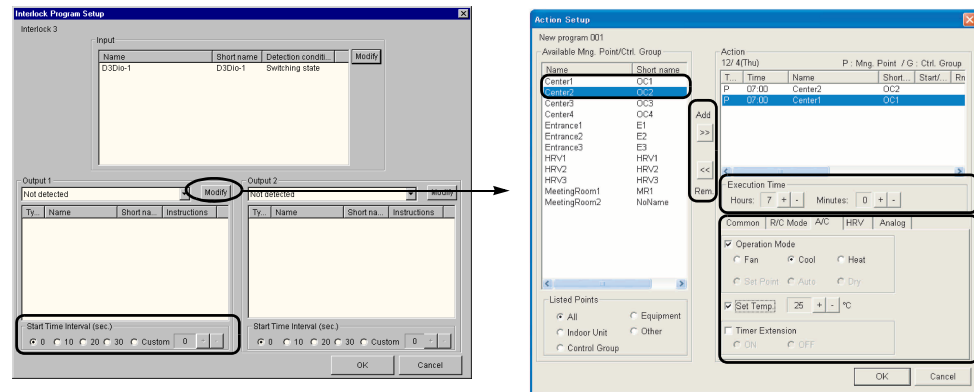 Interlock Program Setup
Interlock 3
Input
Name Short name Detection conditi...
Modify
D3Dio-1 D3Dio-1 Switching state
Output 1
Not detected
Modify
Ty... Name Short na... Instructions
Start Time Interval (sec.)
0 10 20 30 Custom 0 + -
Output 2
Not detected
Modify
Ty... Name Short na... Instructions
Start Time Interval (sec.)
0 10 20 30 Custom 0 + -
OK Cancel
Action Setup
New program 001
Available Mng. Point/Ctrl. Group
Name Short name
Center1 OC1
Center2 OC2
Center3 OC3
Center4 OC4
Entrance1 E1
Entrance2 E2
Entrance3 E3
HRV1 HRV1
HRV2 HRV2
HRV3 HRV3
MeetingRoom1 MR1
MeetingRoom2 NoName
Listed Points
All Equipment
Indoor Unit Other
Control Group
Add
>>
<<
Rem.
Action
12/ 4(Thu) P : Mng. Point / G : Ctrl. Group
T... Time Name Short... Start/... Rn
P 07:00 Center2 OC2
P 07:00 Center1 OC1
Execution Time
Hours: 7 + - Minutes: 0 + -
Common R/C Mode A/C HRV Analog
Operation Mode
Fan Cool Heat
Set Point Auto Dry
Set Temp. 25 + - °C
Timer Extension
ON OFF
OK Cancel